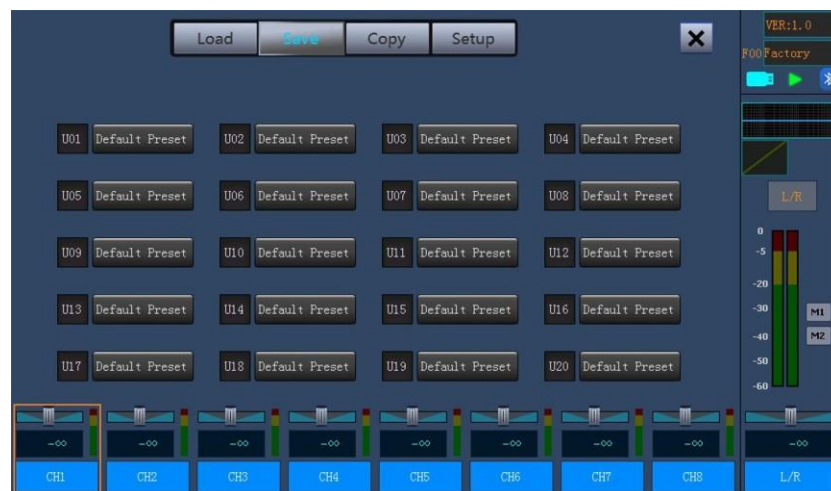 Load Save Copy Setup
VER:1.0
F00 Factory
U01 Default Preset U02 Default Preset U03 Default Preset U04 Default Preset
U05 Default Preset U06 Default Preset U07 Default Preset U08 Default Preset
L/R
U09 Default Preset U10 Default Preset U11 Default Preset U12 Default Preset
0
-5
-20
U13 Default Preset U14 Default Preset U15 Default Preset U16 Default Preset
-30 M1
-40 M2
U17 Default Preset U18 Default Preset U19 Default Preset U20 Default Preset
-50
-60
-∞ -∞ -∞ -∞ -∞ -∞ -∞ -∞ -∞
CH1 CH2 CH3 CH4 CH5 CH6 CH7 CH8 L/R